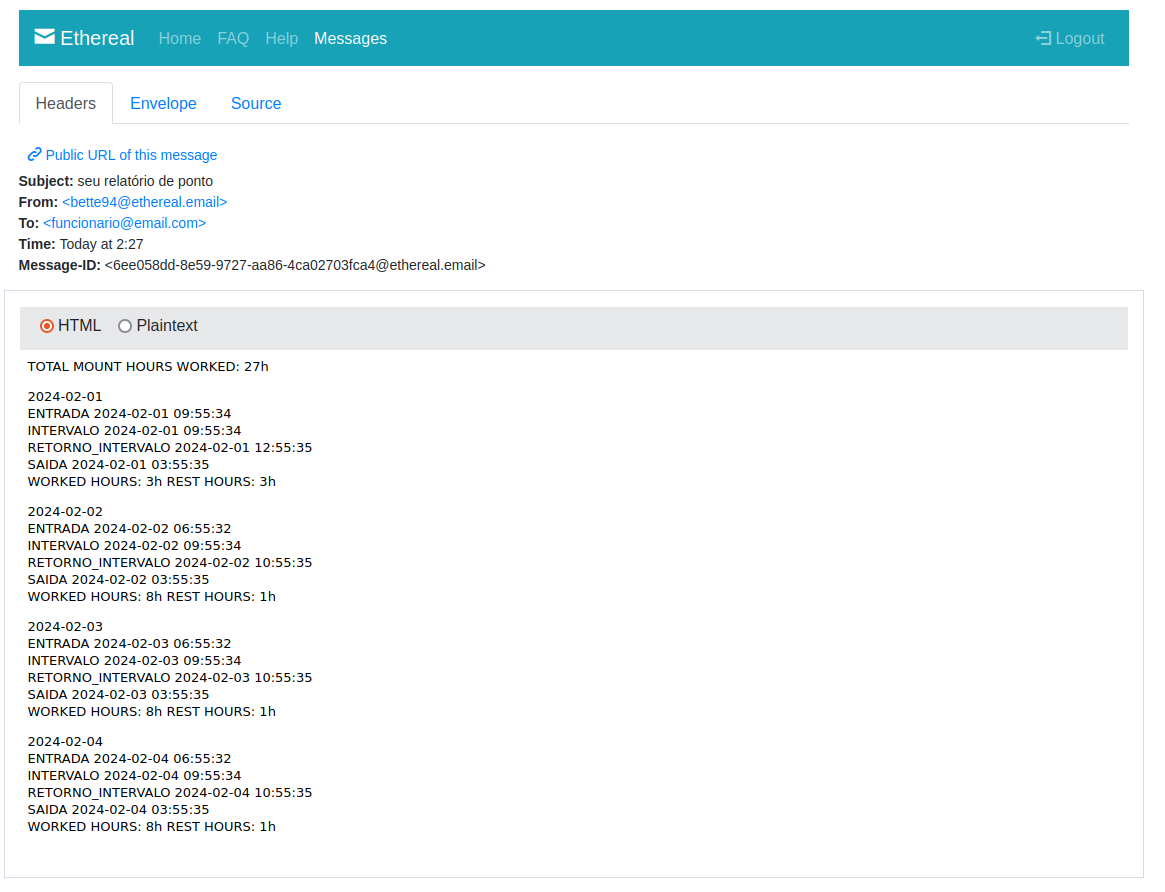 Ethereal Home FAQ Help Messages Logout
Headers Envelope Source
Public URL of this message
Subject: seu relatório de ponto
From: <bette94@ethereal.email>
To: <funcionario@email.com>
Time: Today at 2:27
Message-ID: <6ee058dd-8e59-9727-aa86-4ca02703fca4@ethereal.email>
HTML Plaintext
TOTAL MOUNT HOURS WORKED: 27h
2024-02-01
ENTRADA 2024-02-01 09:55:34
INTERVALO 2024-02-01 09:55:34
RETORNO_INTERVALO 2024-02-01 12:55:35
SAIDA 2024-02-01 03:55:35
WORKED HOURS: 3h REST HOURS: 3h
2024-02-02
ENTRADA 2024-02-02 06:55:32
INTERVALO 2024-02-02 09:55:34
RETORNO_INTERVALO 2024-02-02 10:55:35
SAIDA 2024-02-02 03:55:35
WORKED HOURS: 8h REST HOURS: 1h
2024-02-03
ENTRADA 2024-02-03 06:55:32
INTERVALO 2024-02-03 09:55:34
RETORNO_INTERVALO 2024-02-03 10:55:35
SAIDA 2024-02-03 03:55:35
WORKED HOURS: 8h REST HOURS: 1h
2024-02-04
ENTRADA 2024-02-04 06:55:32
INTERVALO 2024-02-04 09:55:34
RETORNO_INTERVALO 2024-02-04 10:55:35
SAIDA 2024-02-04 03:55:35
WORKED HOURS: 8h REST HOURS: 1h